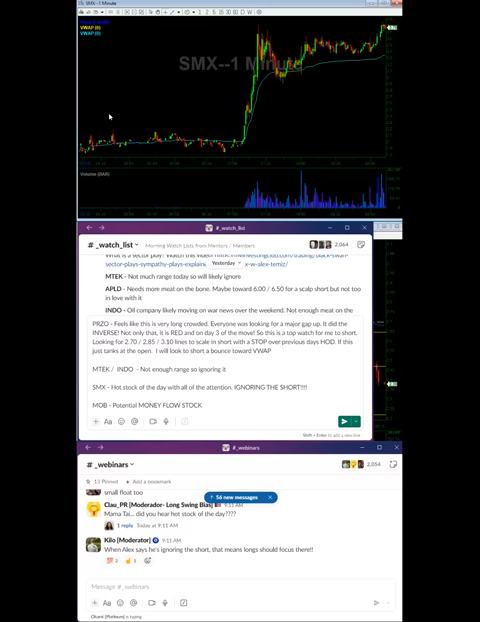 SMX--1 Minute
VWAP (0)
VWAP (0)
SMX--1 Minute
Volume (BAR)
#_watch_list
# _watch_list
Morning Watch Lists from Mentors / Members
2,064
Yesterday
MTEK - Not much range today so will likely ignore
APLD - Needs more meat on the bone. Maybe toward 6.00 / 6.50 for a scalp short but not too
in love with it
INDO - Oil company likely moving on war news over the weekend. Not enough meat on the
PRZO - Feels like this is very long crowded. Everyone was looking for a major gap up. It did the
INVERSE! Not only that, it is RED and on day 3 of the move! So this is a top watch for me to short.
Looking for 2.70 / 2.85 / 3.10 lines to scale in short with a STOP over previous days HOD. If this
just tanks at the open. I will look to short a bounce toward VWAP
MTEK / INDO - Not enough range so ignoring it
SMX - Hot stock of the day with all of the attention. IGNORING THE SHORT!!!!
MOB - Potential MONEY FLOW STOCK
Aa
Shift + Enter to add a new line
#_webinars
# _webinars
2,054
13 Pinned
+ Add a bookmark
small float too
56 new messages
Clau_PR [Moderador- Long Swing Bias] 9:11 AM
Mama Tai... did you hear hot stock of the day????
1 reply Today at 9:11 AM
Kilo [Moderator] 9:11 AM
When Alex says he's ignoring the short, that means longs should focus there!!
2 1
Message #_webinars
Aa
[Platinum] is typing